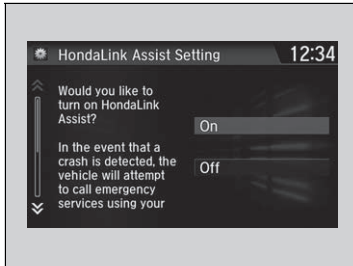 HondaLink Assist Setting 12:34
Would you like to
turn on HondaLink
Assist?
In the event that a
crash is detected, the
vehicle will attempt
to call emergency
services using your
On
Off